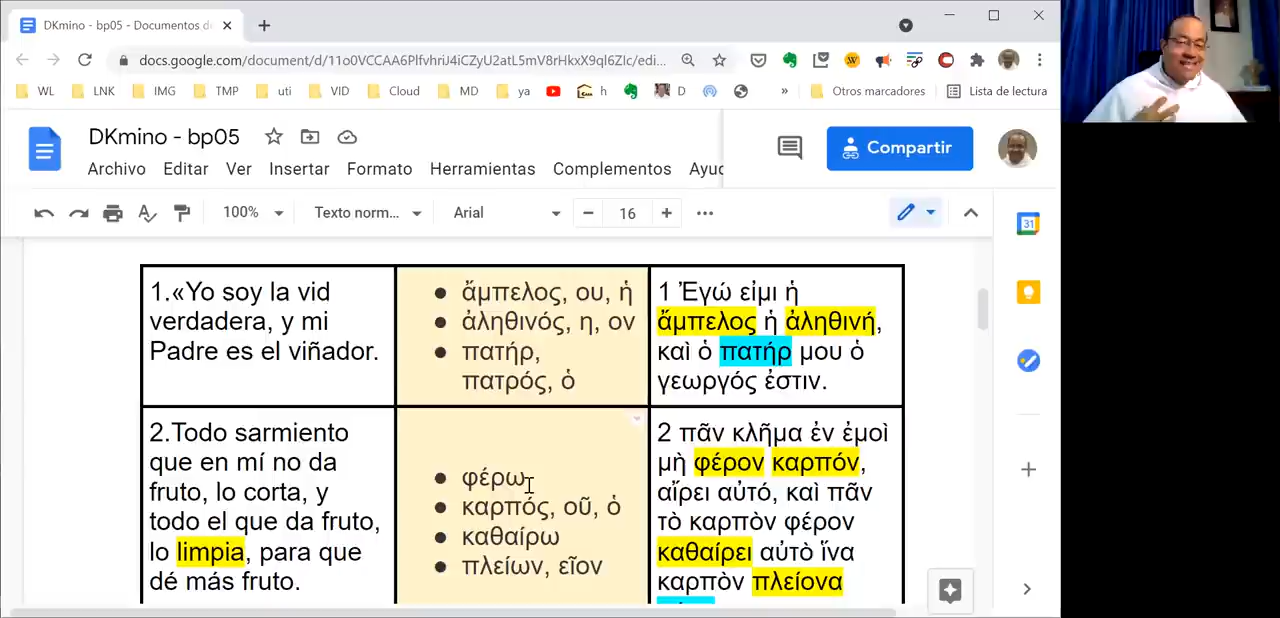 DKmino - bp05 - Documentos d
docs.google.com/document/d/11o0VCCAA6PlfvhriJ4iCZyU2atL5mV8rHkxX9ql6ZIc/edi...
WL LNK IMG TMP uti VID Cloud MD ya h D » Otros marcadores Lista de lectura
DKmino - bp05
Archivo Editar Ver Insertar Formato Herramientas Complementos Ayuc
Compartir
100% Texto norm... Arial 16
31
1.«Yo soy la vid
verdadera, y mi
Padre es el viñador.
ἄμπελος, ου, ἡ
ἀληθινός, η, ον
πατήρ,
πατρός, ὁ
1 Ἐγώ εἰμι ἡ
ἄμπελος ἡ ἀληθινή,
καὶ ὁ πατήρ μου ὁ
γεωργός ἐστιν.
2.Todo sarmiento
que en mí no da
fruto, lo corta, y
todo el que da fruto,
lo limpia, para que
dé más fruto.
φέρω
καρπός, οῦ, ὁ
καθαίρω
πλείων, εῖον
2 πᾶν κλῆμα ἐν ἐμοὶ
μὴ φέρον καρπόν,
αἴρει αὐτό, καὶ πᾶν
τὸ καρπὸν φέρον
καθαίρει αὐτὸ ἵνα
καρπὸν πλείονα